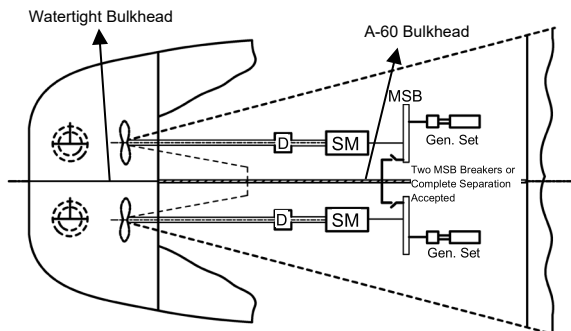 Watertight Bulkhead
A-60 Bulkhead
MSB
D
SM
Gen. Set
Two MSB Breakers or
Complete Separation
Accepted
D
SM
Gen. Set